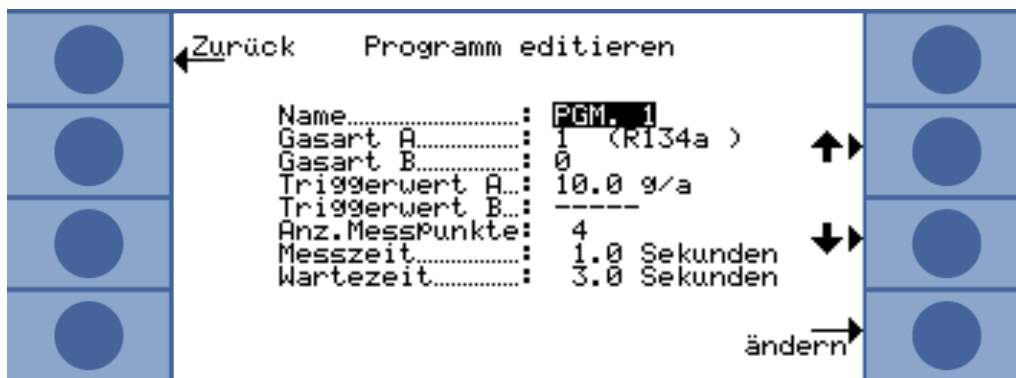 Zurück Programm editieren
Name....................: PGM. 1
Gasart A................: 1 (R134a )
Gasart B................: 0
Triggerwert A...: 10.0 g/a
Triggerwert B...: -----
Anz.Messpunkte: 4
Messzeit................: 1.0 Sekunden
Wartezeit...............: 3.0 Sekunden
ändern